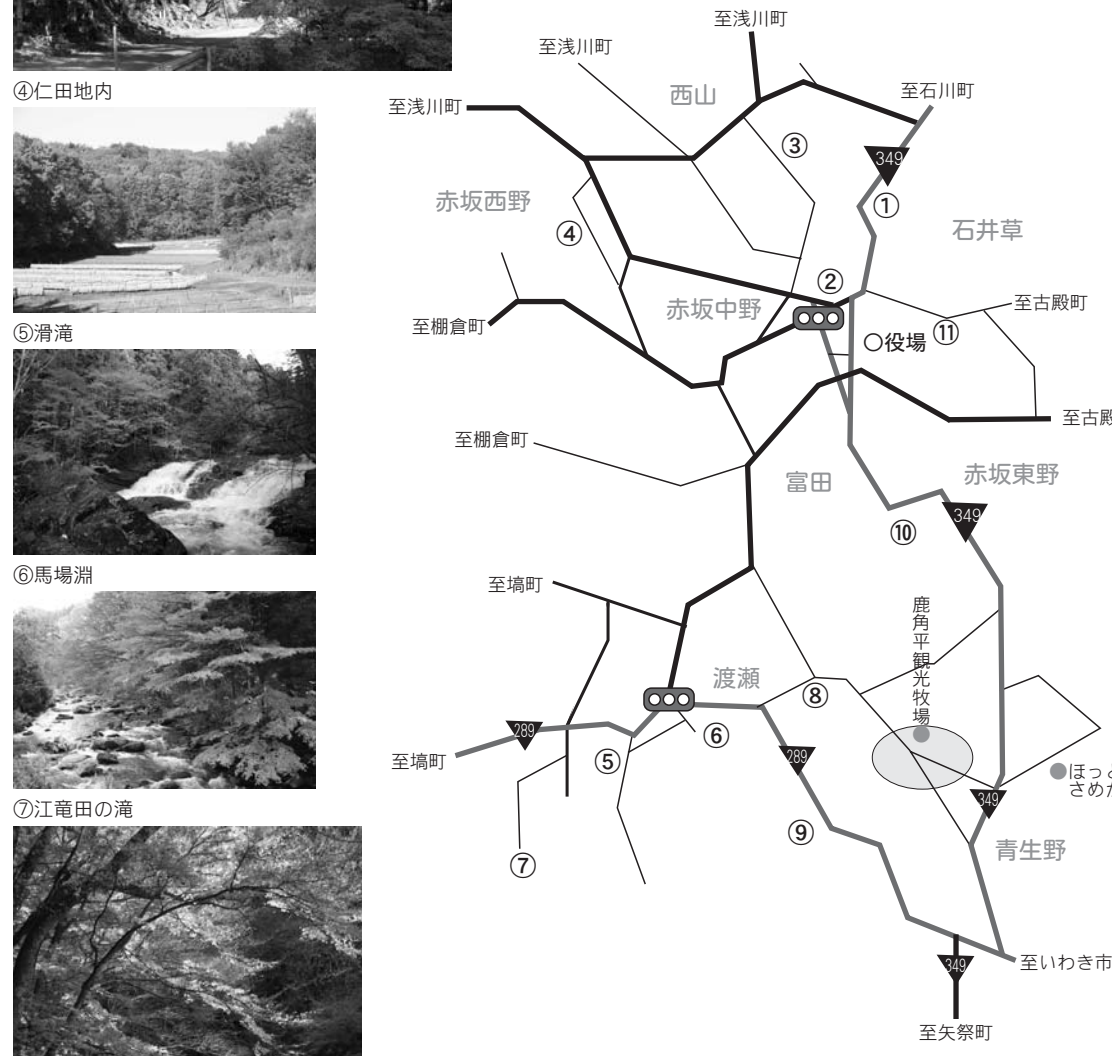 ④仁田地内
⑤滑滝
⑥馬場淵
⑦江竜田の滝
至浅川町
至浅川町
至浅川町
西山
至石川町
③
349
①
赤坂西野
④
石井草
②
赤坂中野
至棚倉町
至古殿町
⑪
○役場
至古殿
至棚倉町
富田
赤坂東野
349
⑩
至塙町
鹿角平観光牧場
渡瀬
⑧
⑥
289
⑤
至塙町
289
ほっと
さめが
349
⑨
⑦
青生野
349
至いわき市
至矢祭町